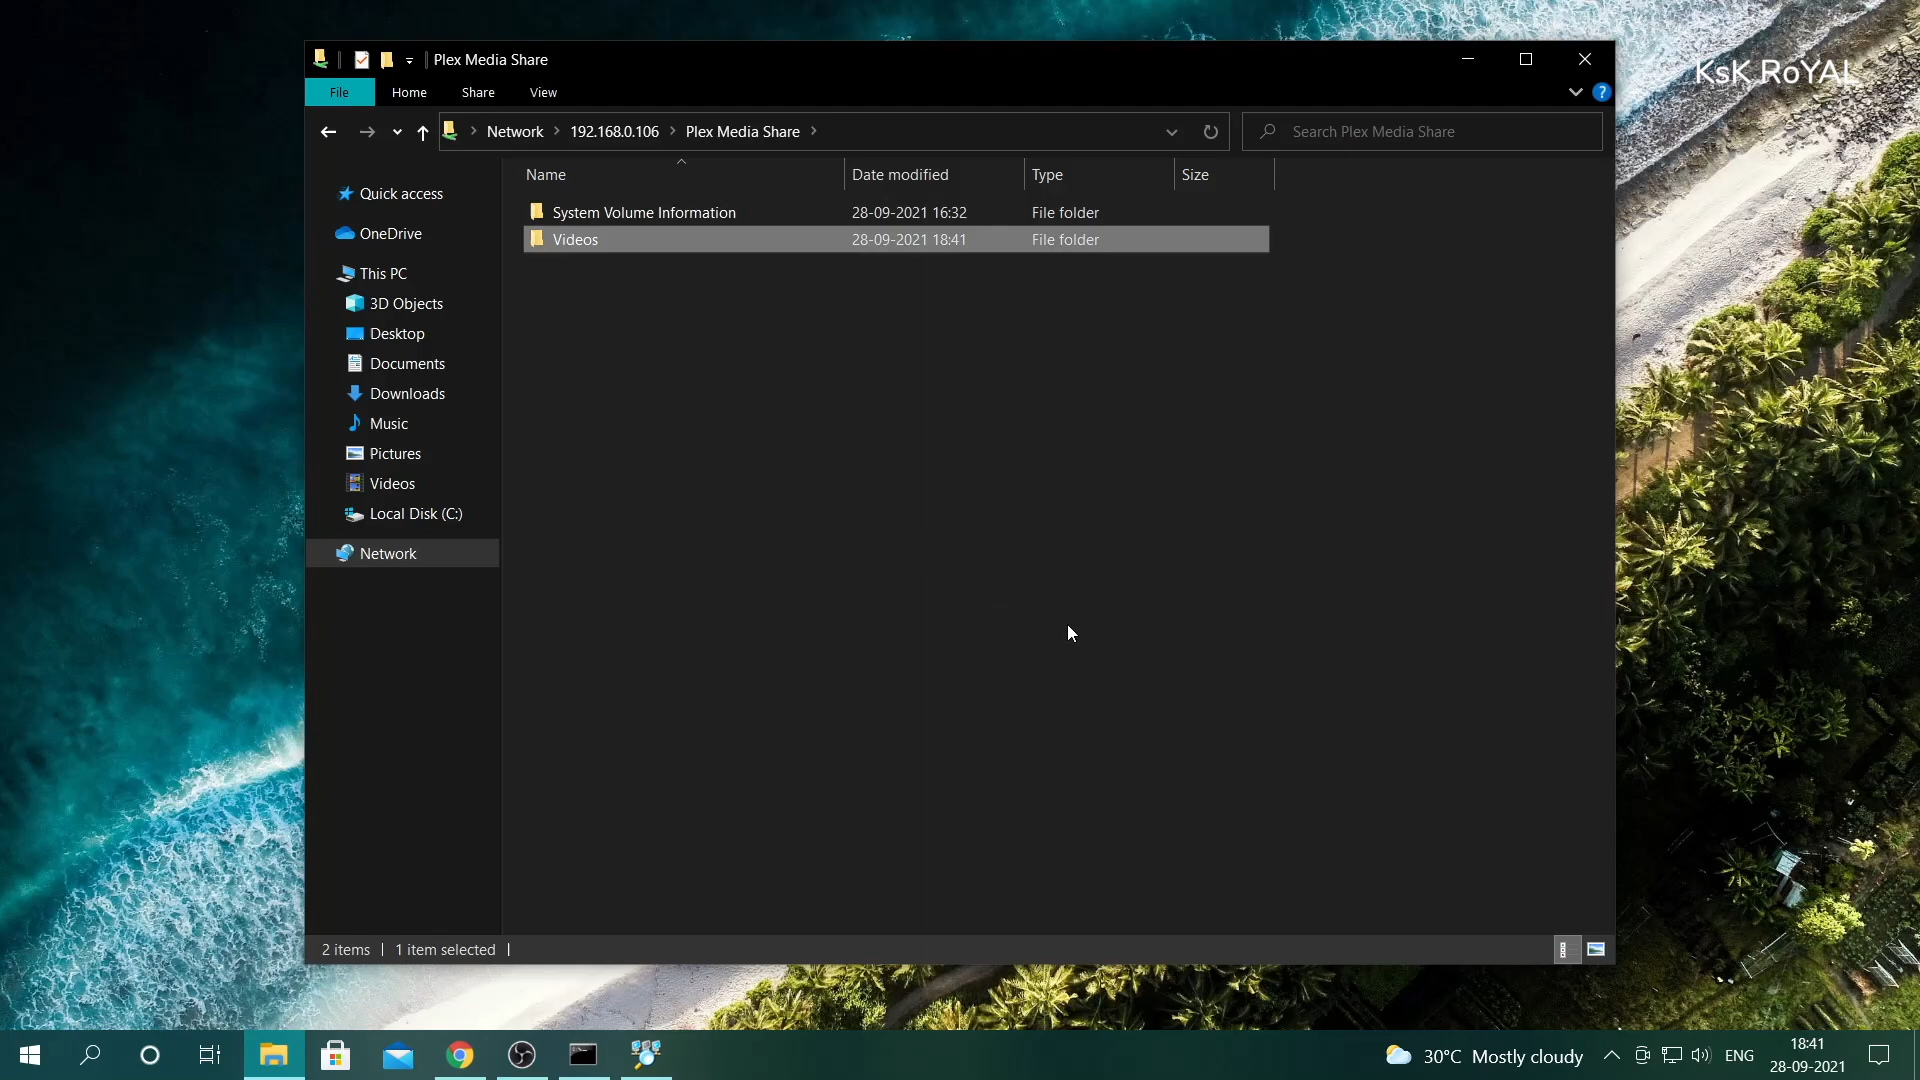 Plex Media Share
KsK RoYAL
File Home Share View
Network 192.168.0.106 Plex Media Share Search Plex Media Share
Name Date modified Type Size
System Volume Information 28-09-2021 16:32 File folder
Videos 28-09-2021 18:41 File folder
Quick access
OneDrive
This PC
3D Objects
Desktop
Documents
Downloads
Music
Pictures
Videos
Local Disk (C:)
Network
2 items 1 item selected
30°C Mostly cloudy ENG 18:41
28-09-2021